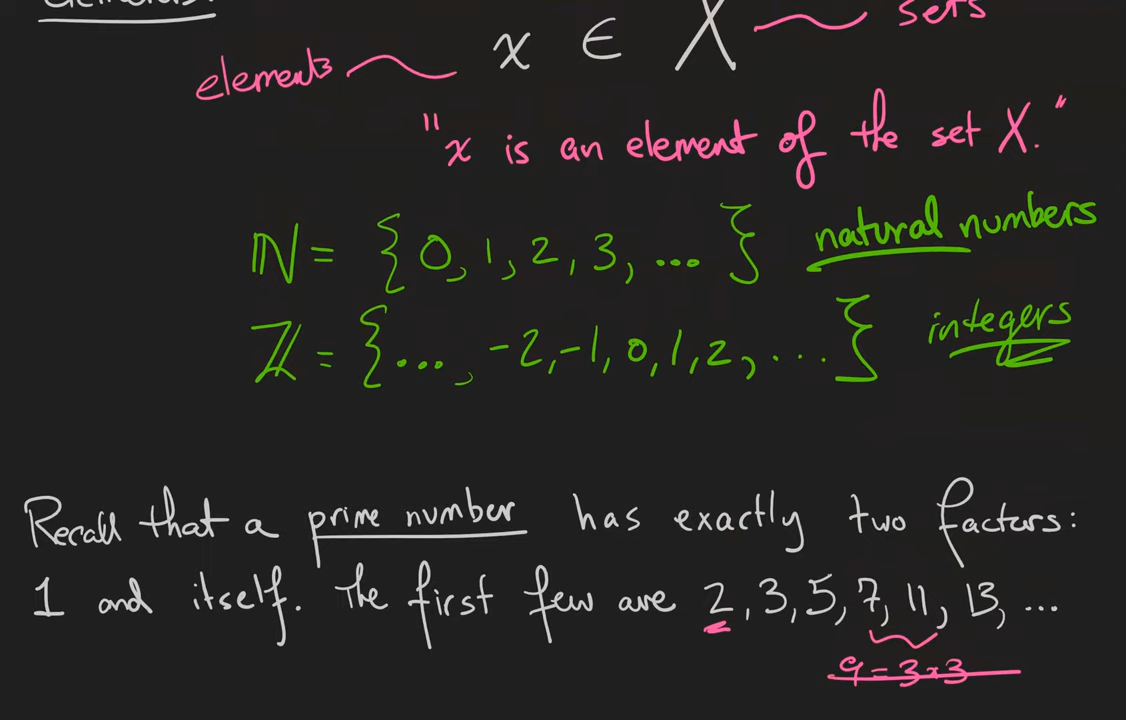 sets
elements x ∈ X
"x is an element of the set X."
ℕ = {0, 1, 2, 3, ...} natural numbers
ℤ = {..., -2, -1, 0, 1, 2, ...} integers
Recall that a prime number has exactly two factors:
1 and itself. The first few are 2, 3, 5, 7, 11, 13, ...
9 = 3 × 3